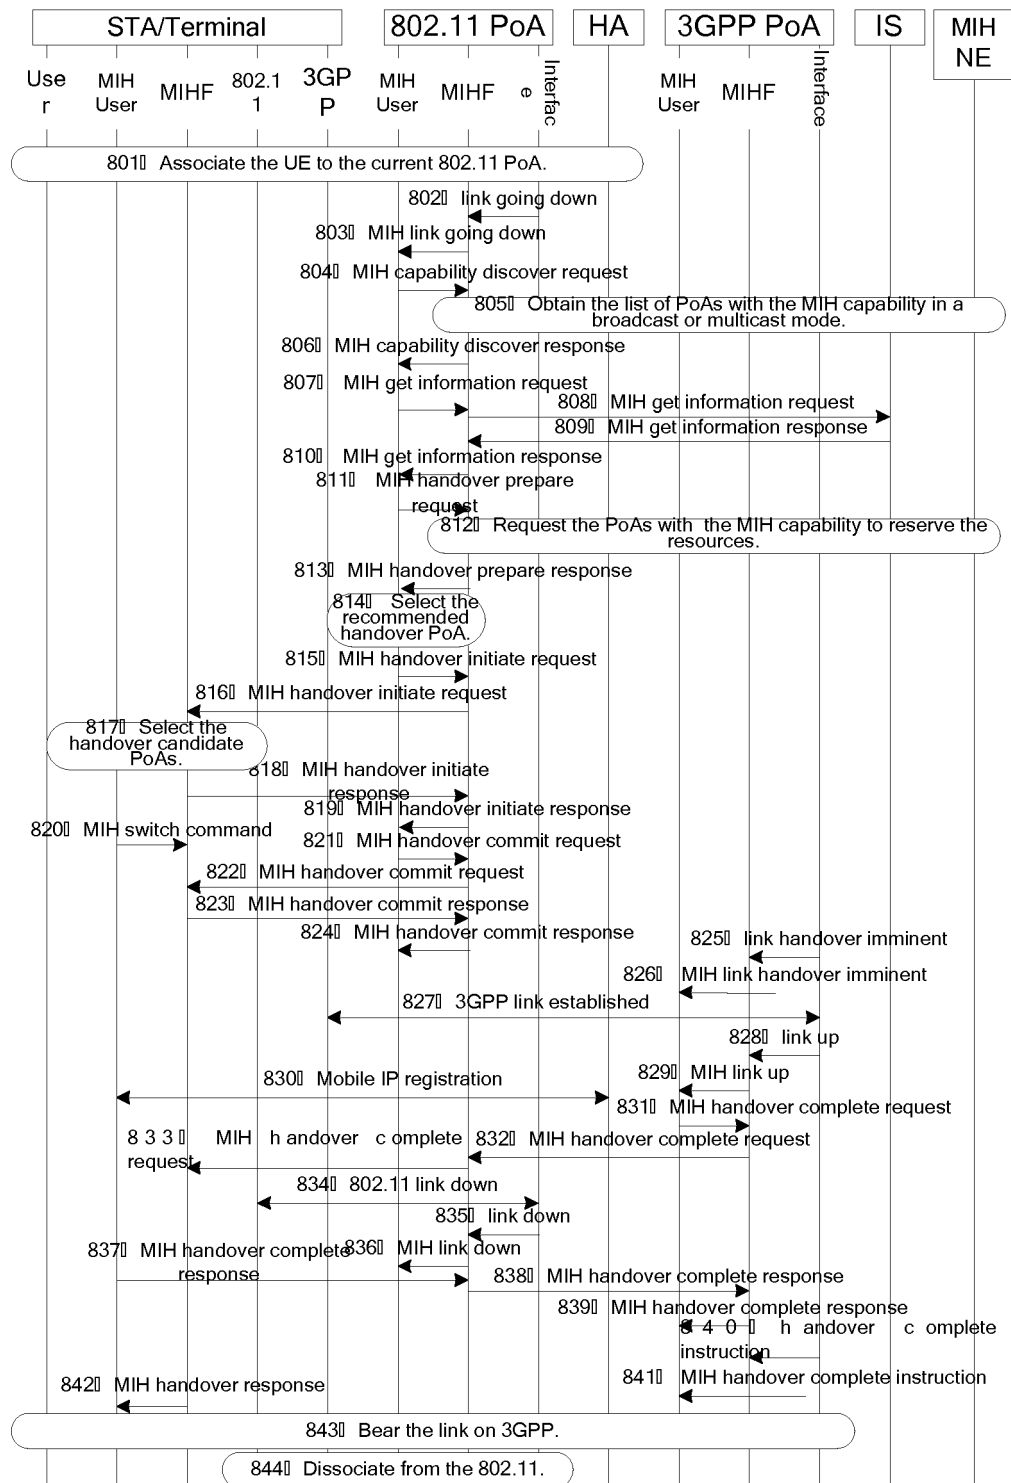 STA/Terminal
802.11 PoA
HA
3GPP PoA
IS
MIH
NE
Use
r
MIH
User
MIHF
802.1
1
3GP
P
MIH
User
MIHF
Interfac
e
MIH
User
MIHF
Interface
801▯ Associate the UE to the current 802.11 PoA.
802▯ link going down
803▯ MIH link going down
804▯ MIH capability discover request
805▯ Obtain the list of PoAs with the MIH capability in a
broadcast or multicast mode.
806▯ MIH capability discover response
807▯ MIH get information request
808▯ MIH get information request
809▯ MIH get information response
810▯ MIH get information response
811▯ MIH handover prepare
request
812▯ Request the PoAs with the MIH capability to reserve the
resources.
813▯ MIH handover prepare response
814▯ Select the
recommended
handover PoA.
815▯ MIH handover initiate request
816▯ MIH handover initiate request
817▯ Select the
handover candidate
PoAs.
818▯ MIH handover initiate
response
819▯ MIH handover initiate response
820▯ MIH switch command
821▯ MIH handover commit request
822▯ MIH handover commit request
823▯ MIH handover commit response
824▯ MIH handover commit response
825▯ link handover imminent
826▯ MIH link handover imminent
827▯ 3GPP link established
828▯ link up
829▯ MIH link up
830▯ Mobile IP registration
831▯ MIH handover complete request
832▯ MIH handover complete request
8 3 3 ▯ MIH h andover c omplete
request
834▯ 802.11 link down
835▯ link down
836▯ MIH link down
837▯ MIH handover complete
response
838▯ MIH handover complete response
839▯ MIH handover complete response
8 4 0 ▯ h andover c omplete
instruction
841▯ MIH handover complete instruction
842▯ MIH handover response
843▯ Bear the link on 3GPP.
844▯ Dissociate from the 802.11.